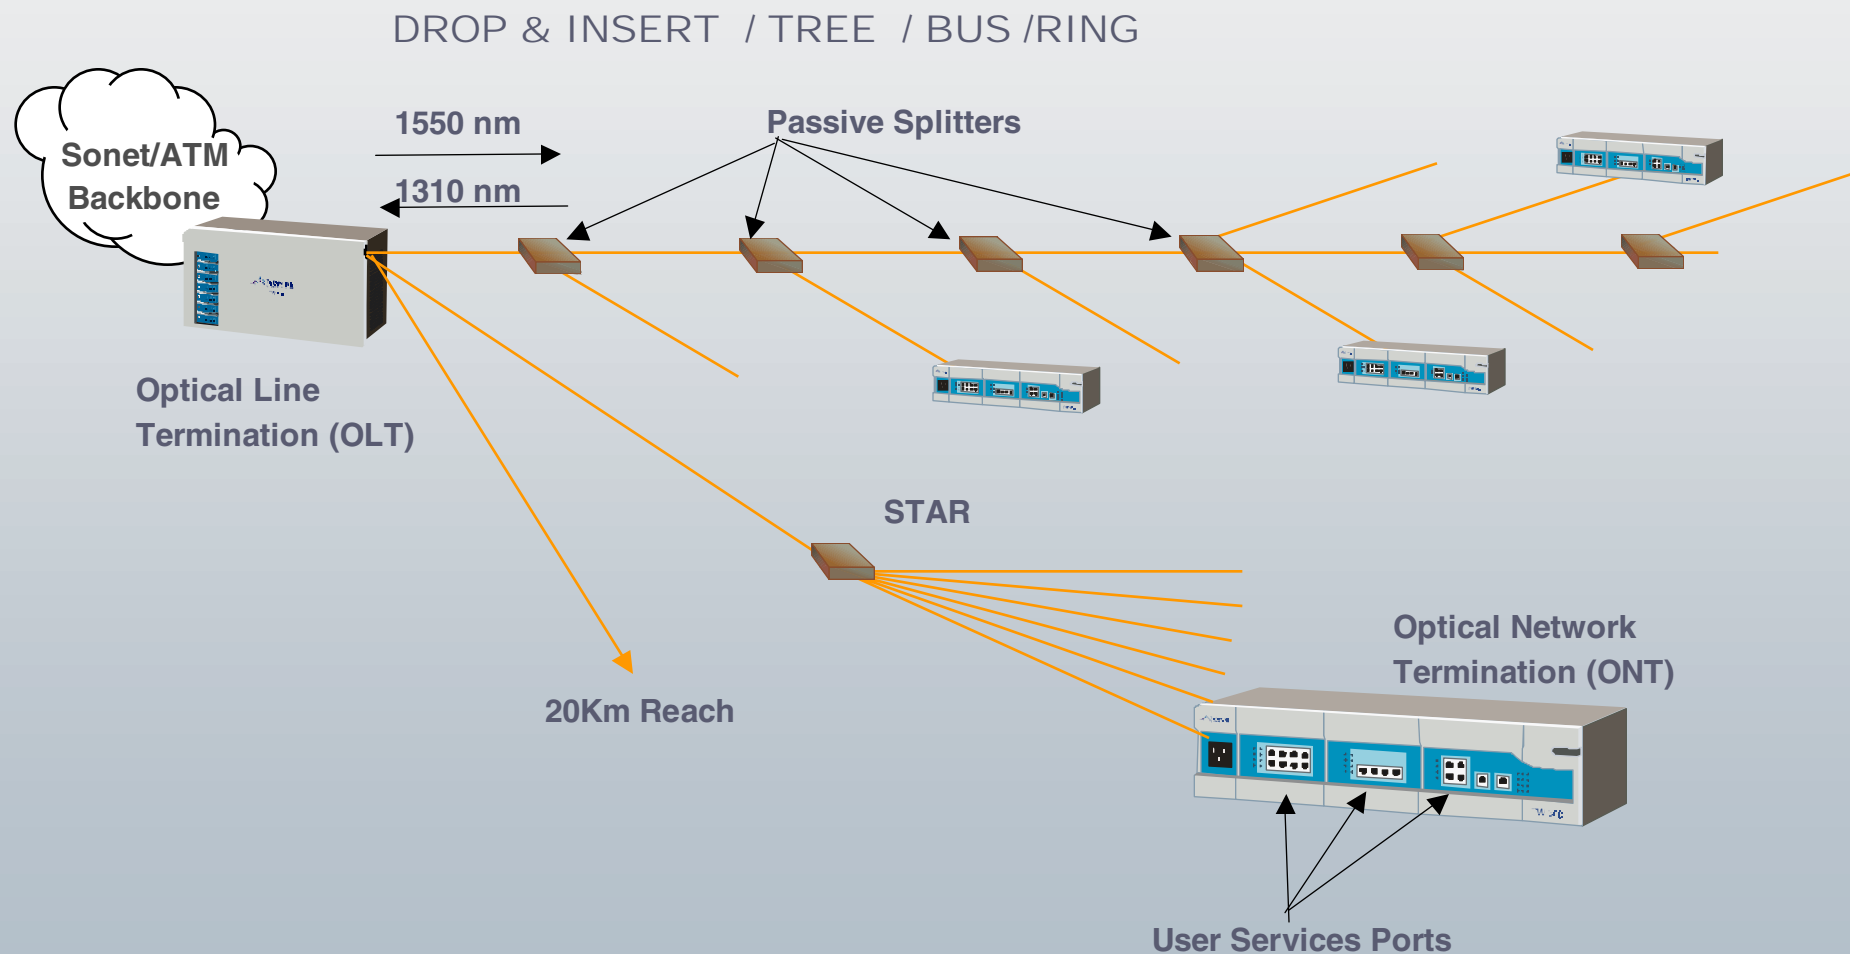 DROP & INSERT / TREE / BUS /RING
1550 nm
Passive Splitters
Sonet/ATM
Backbone
1310 nm
Optical Line
Termination (OLT)
STAR
Optical Network
Termination (ONT)
20Km Reach
User Services Ports